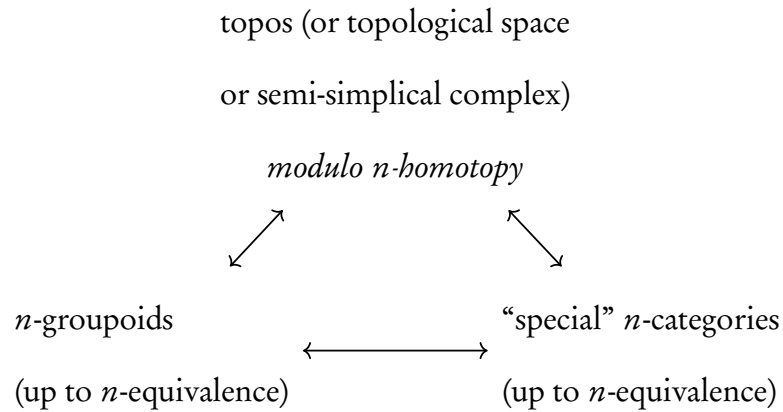 topos (or topological space
or semi-simplical complex)
modulo n-homotopy
n-groupoids
(up to n-equivalence)
“special” n-categories
(up to n-equivalence)